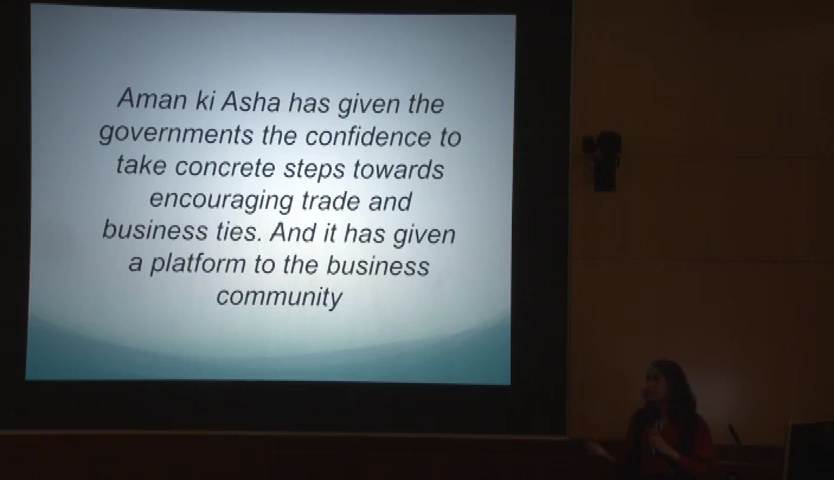 Aman ki Asha has given the
governments the confidence to
take concrete steps towards
encouraging trade and
business ties. And it has given
a platform to the business
community